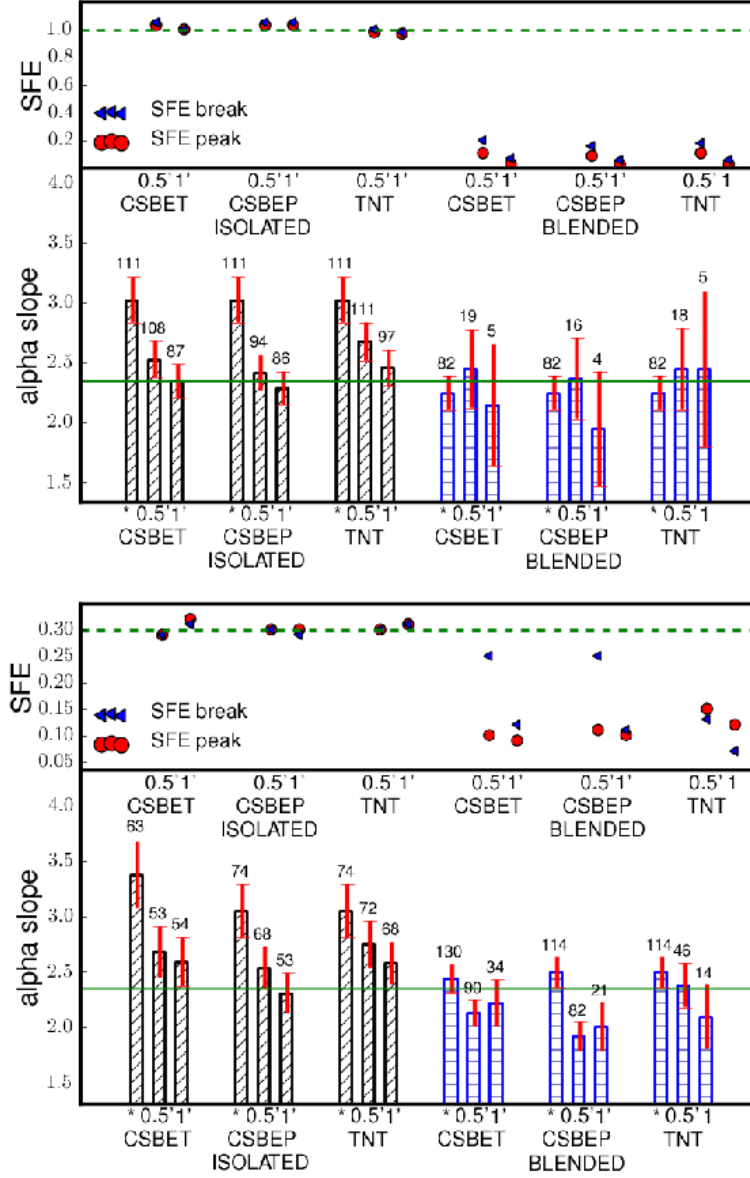 1.0
0.8
0.6
0.4
0.2
SFE
SFE break
SFE peak
0.5'1' 0.5'1' 0.5'1' 0.5'1' 0.5'1' 0.5'1
CSBET CSBEP TNT CSBET CSBEP TNT
ISOLATED BLENDED
4.0
3.5
3.0
2.5
2.0
1.5
alpha slope
111 108 87 111 94 86 111 111 97 82 19 5 82 16 4 82 18 5
* 0.5'1' * 0.5'1' * 0.5'1' * 0.5'1' * 0.5'1' * 0.5'1
CSBET CSBEP TNT CSBET CSBEP TNT
ISOLATED BLENDED
0.30
0.25
0.20
0.15
0.10
0.05
SFE
SFE break
SFE peak
0.5'1' 0.5'1' 0.5'1' 0.5'1' 0.5'1' 0.5'1
CSBET CSBEP TNT CSBET CSBEP TNT
ISOLATED BLENDED
4.0
3.5
3.0
2.5
2.0
1.5
alpha slope
63 53 54 74 68 53 74 72 68 130 90 34 114 82 21 114 46 14
* 0.5'1' * 0.5'1' * 0.5'1' * 0.5'1' * 0.5'1' * 0.5'1
CSBET CSBEP TNT CSBET CSBEP TNT
ISOLATED BLENDED